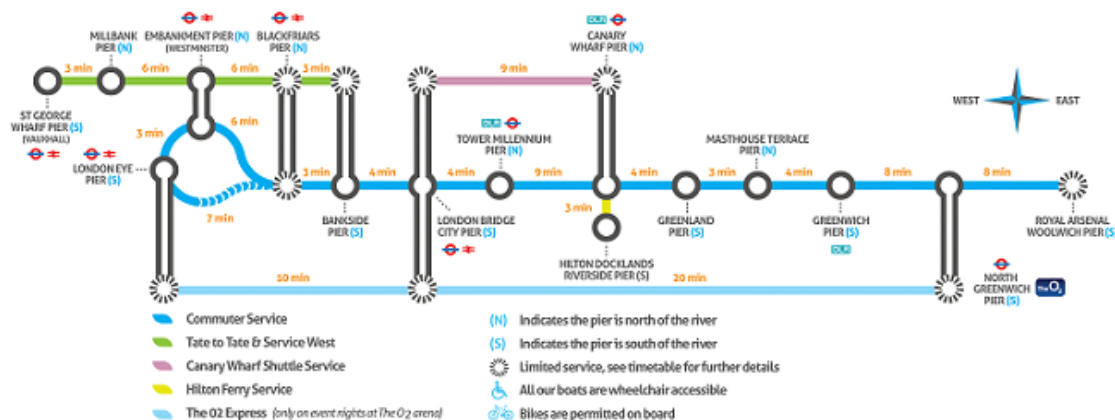 MILLBANK
PIER (N)
EMBANKMENT PIER (N)
(WESTMINSTER)
BLACKFRIARS
PIER (N)
DLR
CANARY
WHARF PIER (N)
3 min
6 min
6 min
3 min
9 min
WEST
EAST
ST GEORGE
WHARF PIER (S)
(VAUXHALL)
3 min
6 min
DLR
TOWER MILLENNIUM
PIER (N)
MASTHOUSE TERRACE
PIER (N)
LONDON EYE
PIER (S)
3 min
4 min
4 min
9 min
4 min
3 min
4 min
8 min
8 min
7 min
BANKSIDE
PIER (S)
LONDON BRIDGE
CITY PIER (S)
3 min
HILTON DOCKLANDS
RIVERSIDE PIER (S)
GREENLAND
PIER (S)
GREENWICH
PIER (S)
DLR
ROYAL ARSENAL
WOOLWICH PIER (S
10 min
20 min
NORTH
GREENWICH
PIER (S)
The O2
Commuter Service
Tate to Tate & Service West
Canary Wharf Shuttle Service
Hilton Ferry Service
The O2 Express (only on event nights at The O2 arena)
(N) Indicates the pier is north of the river
(S) Indicates the pier is south of the river
Limited service, see timetable for further details
All our boats are wheelchair accessible
Bikes are permitted on board